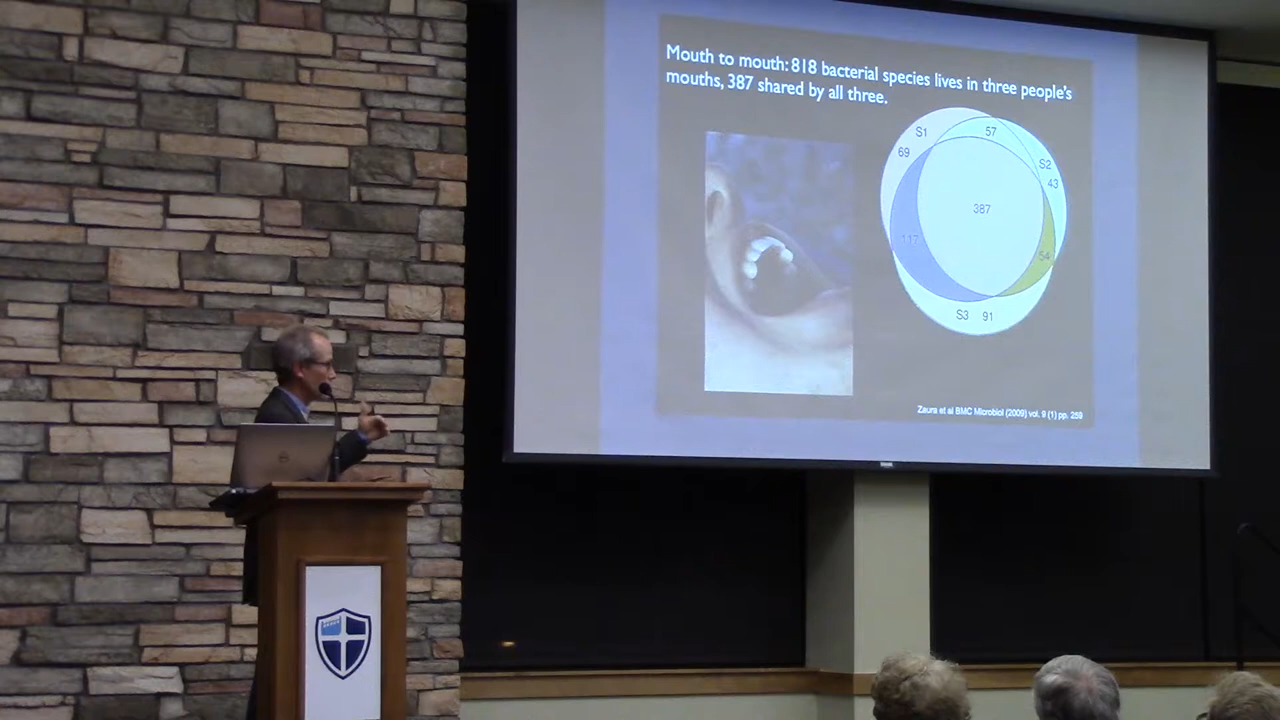 Mouth to mouth: 818 bacterial species lives in three people's
mouths, 387 shared by all three.
S1
57
69
S2
43
387
117
54
S3 91
Zaura et al BMC Microbiol (2009) vol. 9 (1) pp. 259